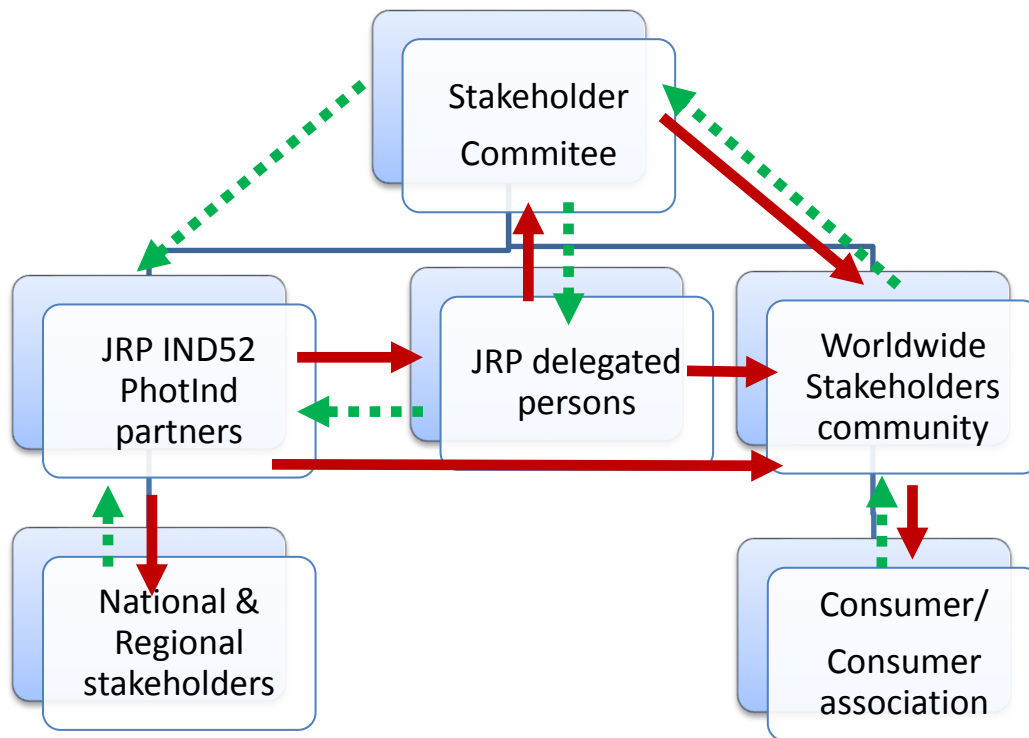 Stakeholder
Commitee
JRP IND52
PhotInd
partners
JRP delegated
persons
Worldwide
Stakeholders
community
National &
Regional
stakeholders
Consumer/
Consumer
association